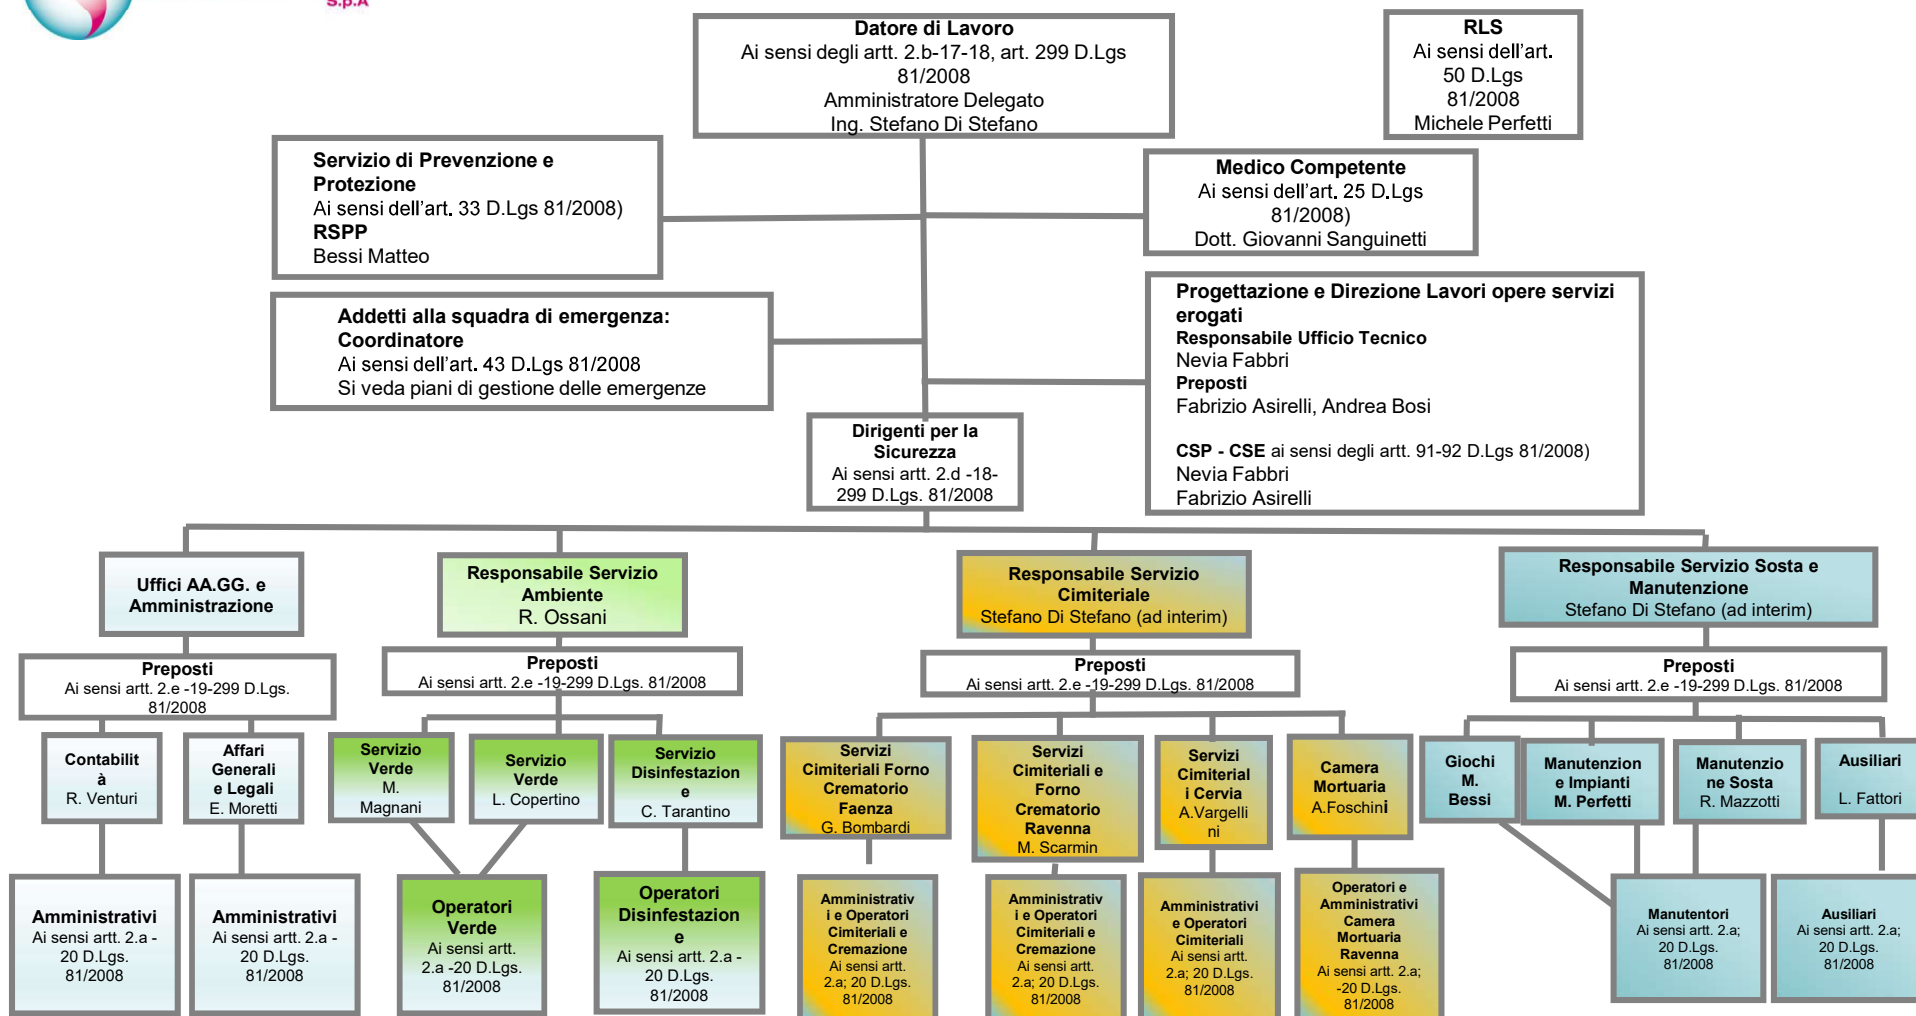 S.p.A
Datore di Lavoro
Ai sensi degli artt. 2.b-17-18, art. 299 D.Lgs
81/2008
Amministratore Delegato
Ing. Stefano Di Stefano
RLS
Ai sensi dell'art.
50 D.Lgs
81/2008
Michele Perfetti
Servizio di Prevenzione e
Protezione
Ai sensi dell'art. 33 D.Lgs 81/2008)
RSPP
Bessi Matteo
Medico Competente
Ai sensi dell'art. 25 D.Lgs
81/2008)
Dott. Giovanni Sanguinetti
Addetti alla squadra di emergenza:
Coordinatore
Ai sensi dell'art. 43 D.Lgs 81/2008
Si veda piani di gestione delle emergenze
Progettazione e Direzione Lavori opere servizi
erogati
Responsabile Ufficio Tecnico
Nevia Fabbri
Preposti
Fabrizio Asirelli, Andrea Bosi
CSP - CSE ai sensi degli artt. 91-92 D.Lgs 81/2008)
Nevia Fabbri
Fabrizio Asirelli
Dirigenti per la
Sicurezza
Ai sensi artt. 2.d -18-
299 D.Lgs. 81/2008
Uffici AA.GG. e
Amministrazione
Responsabile Servizio
Ambiente
R. Ossani
Responsabile Servizio
Cimiteriale
Stefano Di Stefano (ad interim)
Responsabile Servizio Sosta e
Manutenzione
Stefano Di Stefano (ad interim)
Preposti
Ai sensi artt. 2.e -19-299 D.Lgs.
81/2008
Preposti
Ai sensi artt. 2.e -19-299 D.Lgs. 81/2008
Preposti
Ai sensi artt. 2.e -19-299 D.Lgs. 81/2008
Preposti
Ai sensi artt. 2.e -19-299 D.Lgs. 81/2008
Contabilit
à
R. Venturi
Affari
Generali
e Legali
E. Moretti
Servizio
Verde
M.
Magnani
Servizio
Verde
L. Copertino
Servizio
Disinfestazion
e
C. Tarantino
Servizi
Cimiteriali Forno
Crematorio
Faenza
G. Bombardi
Servizi
Cimiteriali e
Forno
Crematorio
Ravenna
M. Scarmin
Servizi
Cimiterial
i Cervia
A.Vargelli
ni
Camera
Mortuaria
A.Foschini
Giochi
M.
Bessi
Manutenzion
e Impianti
M. Perfetti
Manutenzio
ne Sosta
R. Mazzotti
Ausiliari
L. Fattori
Amministrativi
Ai sensi artt. 2.a -
20 D.Lgs.
81/2008
Amministrativi
Ai sensi artt. 2.a -
20 D.Lgs.
81/2008
Operatori
Verde
Ai sensi artt.
2.a -20 D.Lgs.
81/2008
Operatori
Disinfestazion
e
Ai sensi artt. 2.a -
20 D.Lgs.
81/2008
Amministrativ
i e Operatori
Cimiteriali e
Cremazione
Ai sensi artt.
2.a; 20 D.Lgs.
81/2008
Amministrativ
i e Operatori
Cimiteriali e
Cremazione
Ai sensi artt.
2.a; 20 D.Lgs.
81/2008
Amministrativi
e Operatori
Cimiteriali
Ai sensi artt.
2.a; 20 D.Lgs.
81/2008
Operatori e
Amministrativi
Camera
Mortuaria
Ravenna
Ai sensi artt. 2.a;
-20 D.Lgs.
81/2008
Manutentori
Ai sensi artt. 2.a;
20 D.Lgs.
81/2008
Ausiliari
Ai sensi artt. 2.a;
20 D.Lgs.
81/2008